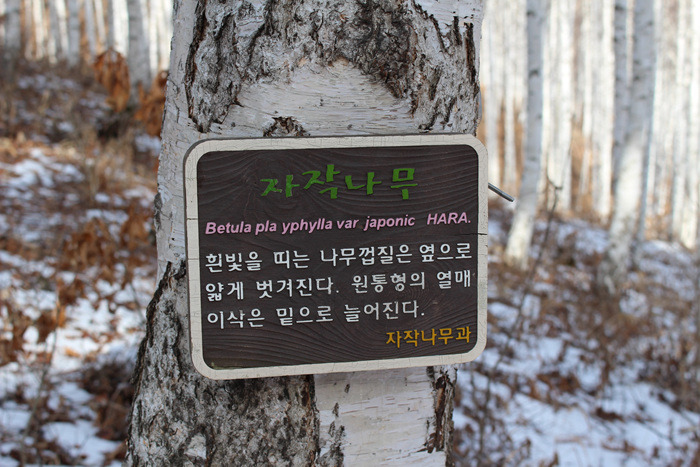 자작나무
Betula pla yphylla var japonic HARA.
흰빛을 띠는 나무껍질은 옆으로
얇게 벗겨진다. 원통형의 열매
이삭은 밑으로 늘어진다.
자작나무과